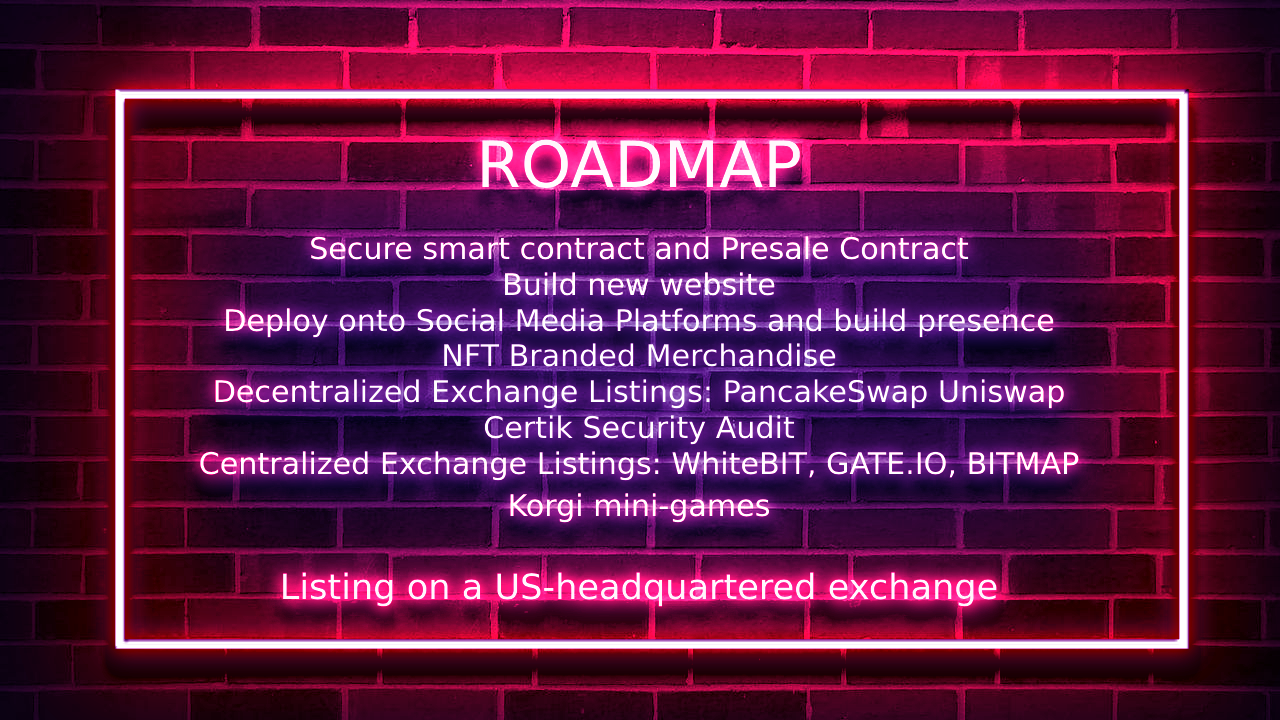 ROADMAP
Secure smart contract and Presale Contract
Build new website
Deploy onto Social Media Platforms and build presence
NFT Branded Merchandise
Decentralized Exchange Listings: PancakeSwap Uniswap
Certik Security Audit
Centralized Exchange Listings: WhiteBIT, GATE.IO, BITMAP
Korgi mini-games
Listing on a US-headquartered exchange